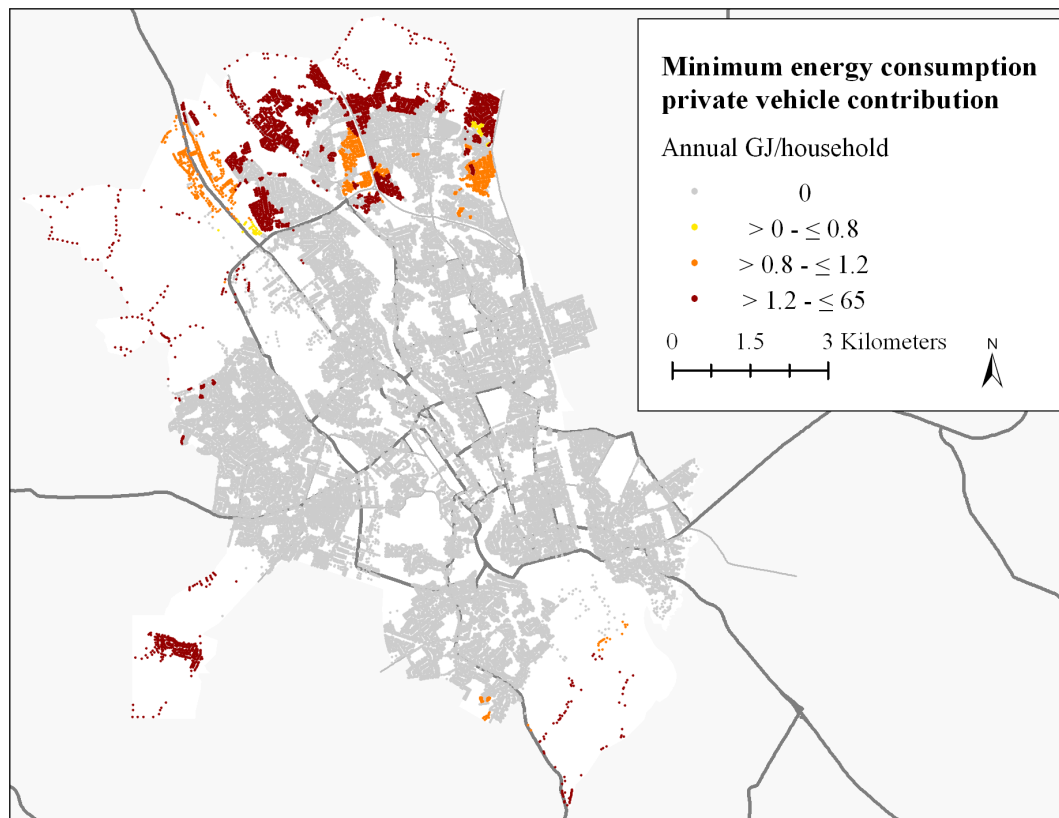 Minimum energy consumption
private vehicle contribution
Annual GJ/household
0
> 0 - ≤ 0.8
> 0.8 - ≤ 1.2
> 1.2 - ≤ 65
0 1.5 3 Kilometers
N